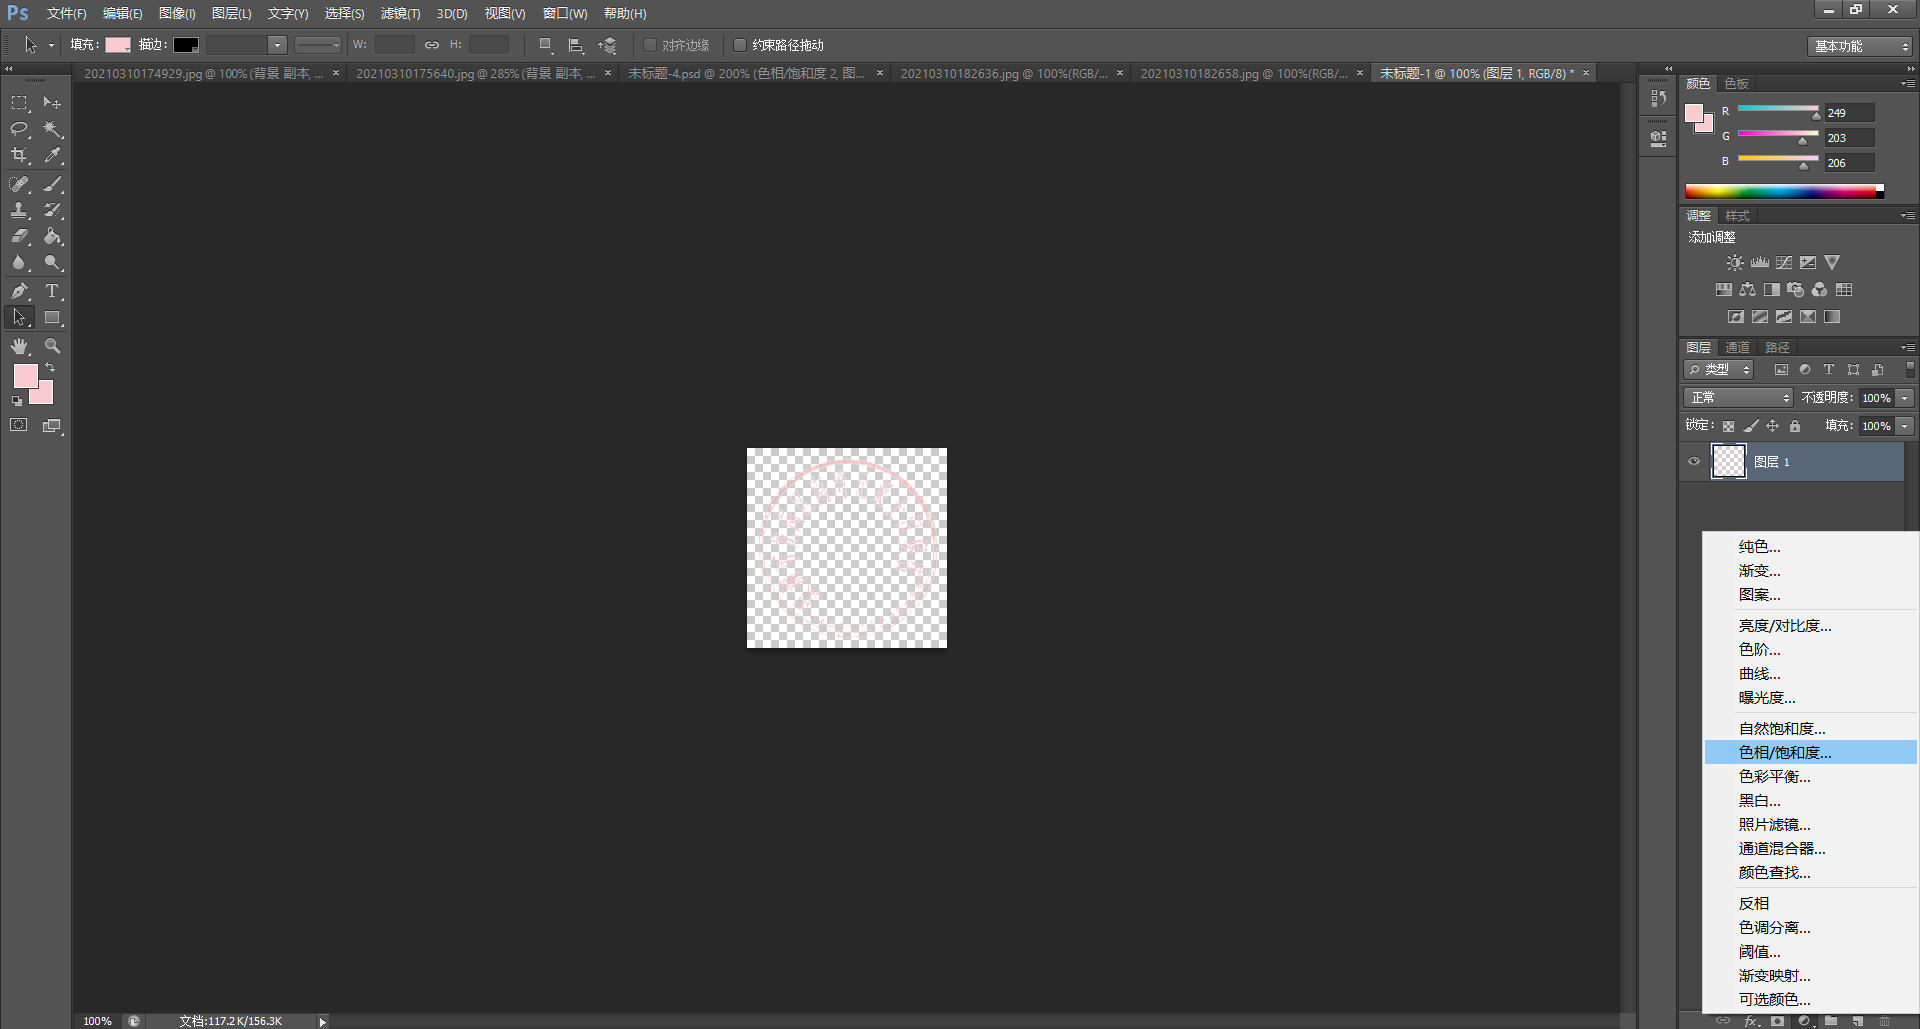 Ps 文件(F) 编辑(E) 图像(I) 图层(L) 文字(Y) 选择(S) 滤镜(T) 3D(D) 视图(V) 窗口(W) 帮助(H)
填充: 描边: W: H: 对齐边缘 约束路径拖动 基本功能
20210310174929.jpg @ 100% (背景 副本, ... × 20210310175640.jpg @ 285% (背景 副本, ... × 未标题-4.psd @ 200% (色相/饱和度 2, 图... × 20210310182636.jpg @ 100%(RGB/... × 20210310182658.jpg @ 100%(RGB/... × 未标题-1 @ 100% (图层 1, RGB/8) * ×
颜色 色板
R 249
G 203
B 206
调整 样式
添加调整
图层 通道 路径
类型
正常 不透明度: 100%
锁定: 填充: 100%
图层 1
纯色...
渐变...
图案...
亮度/对比度...
色阶...
曲线...
曝光度...
自然饱和度...
色相/饱和度...
色彩平衡...
黑白...
照片滤镜...
通道混合器...
颜色查找...
反相
色调分离...
阈值...
渐变映射...
可选颜色...
100% 文档:117.2K/156.3K
fx